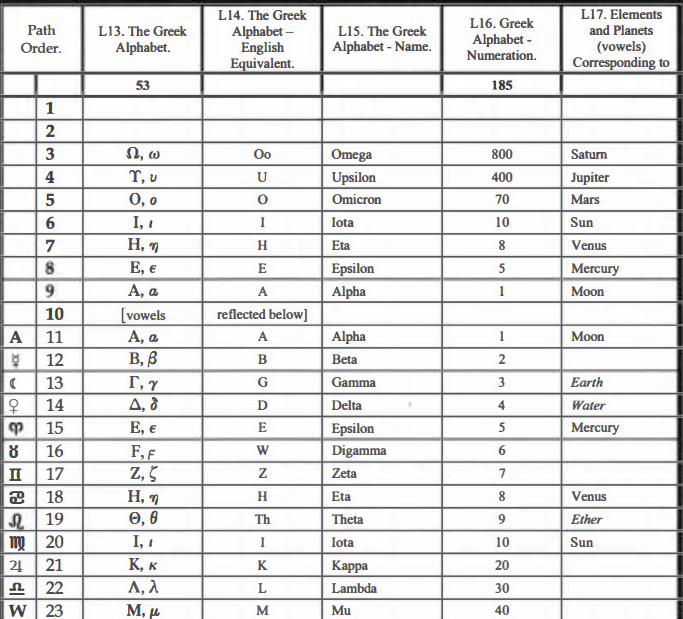 Path Order. | L13. The Greek Alphabet. | L14. The Greek Alphabet – English Equivalent. | L15. The Greek Alphabet - Name. | L16. Greek Alphabet - Numeration. | L17. Elements and Planets (vowels) Corresponding to
53 | 185
1
2
3 | Ω, ω | Oo | Omega | 800 | Saturn
4 | ϒ, υ | U | Upsilon | 400 | Jupiter
5 | Ο, ο | O | Omicron | 70 | Mars
6 | Ι, ι | I | Iota | 10 | Sun
7 | Η, η | H | Eta | 8 | Venus
8 | Ε, ϵ | E | Epsilon | 5 | Mercury
9 | Α, α | A | Alpha | 1 | Moon
10 | [vowels | reflected below]
A | 11 | Α, α | A | Alpha | 1 | Moon
☿ | 12 | Β, β | B | Beta | 2
☾ | 13 | Γ, γ | G | Gamma | 3 | Earth
♀ | 14 | Δ, δ | D | Delta | 4 | Water
♈ | 15 | Ε, ϵ | E | Epsilon | 5 | Mercury
♉ | 16 | Ϝ, ϝ | W | Digamma | 6
♊ | 17 | Ζ, ζ | Z | Zeta | 7
♋ | 18 | Η, η | H | Eta | 8 | Venus
♌ | 19 | Θ, θ | Th | Theta | 9 | Ether
♍ | 20 | Ι, ι | I | Iota | 10 | Sun
♃ | 21 | Κ, κ | K | Kappa | 20
♎ | 22 | Λ, λ | L | Lambda | 30
W | 23 | Μ, μ | M | Mu | 40